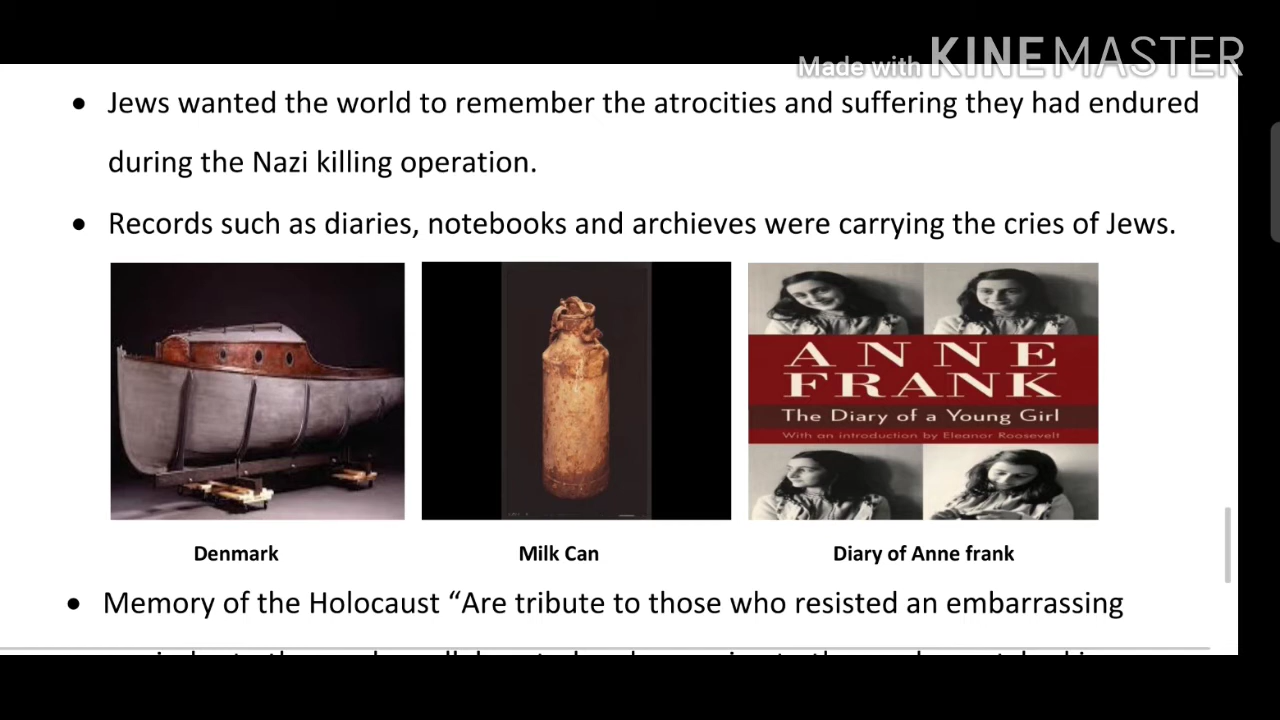 Made with KINEMASTER
• Jews wanted the world to remember the atrocities and suffering they had endured
during the Nazi killing operation.
• Records such as diaries, notebooks and archieves were carrying the cries of Jews.
ANNE
FRANK
The Diary of a Young Girl
With an introduction by Eleanor Roosevelt
Denmark
Milk Can
Diary of Anne frank
• Memory of the Holocaust “Are tribute to those who resisted an embarrassing